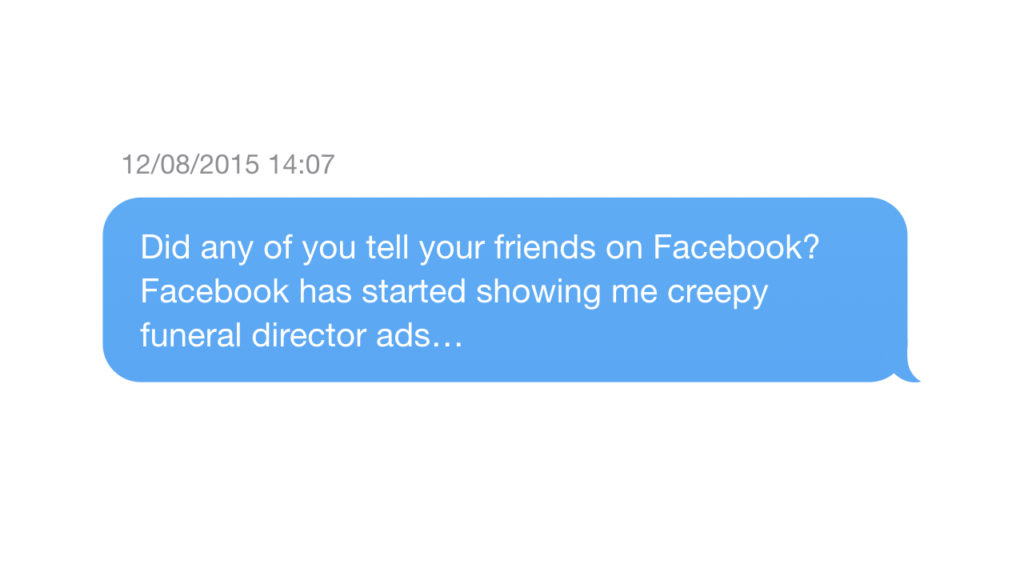 12/08/2015 14:07
Did any of you tell your friends on Facebook?
Facebook has started showing me creepy
funeral director ads…